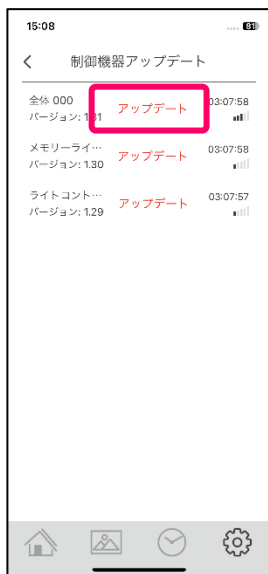 15:08
制御機器アップデート
全体 000
アップデート
03:07:58
バージョン: 1.31
メモリーライ…
アップデート
03:07:58
バージョン: 1.30
ライトコント…
アップデート
03:07:57
バージョン: 1.29